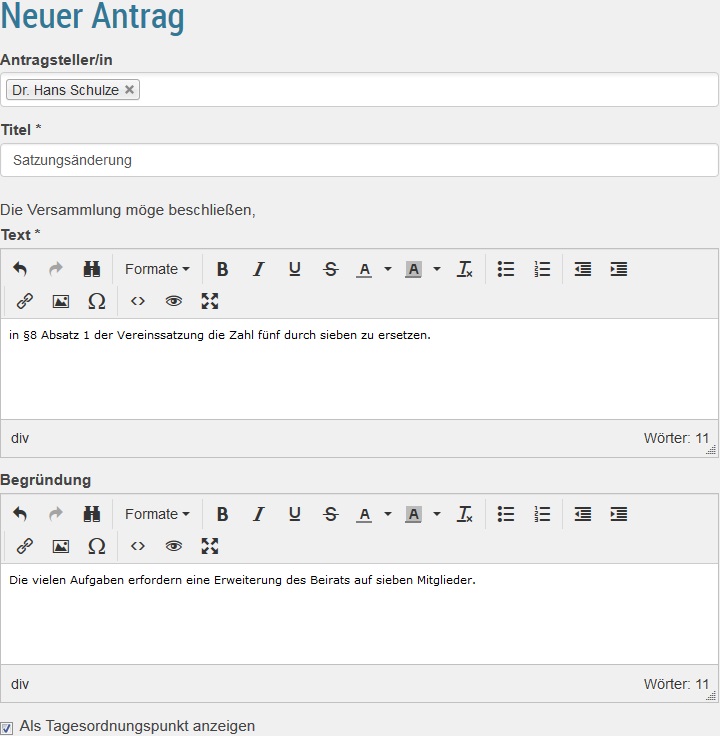 Neuer Antrag
Antragsteller/in
Dr. Hans Schulze
Titel *
Satzungsänderung
Die Versammlung möge beschließen,
Text *
Formate B I U S A A Tx
Ω <>
in §8 Absatz 1 der Vereinssatzung die Zahl fünf durch sieben zu ersetzen.
div Wörter: 11
Begründung
Formate B I U S A A Tx
Ω <>
Die vielen Aufgaben erfordern eine Erweiterung des Beirats auf sieben Mitglieder.
div Wörter: 11
Als Tagesordnungspunkt anzeigen